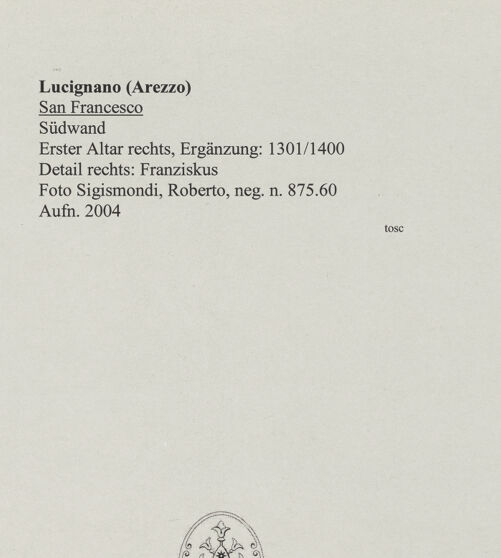 Lucignano (Arezzo)
San Francesco
Südwand
Erster Altar rechts, Ergänzung: 1301/1400
Detail rechts: Franziskus
Foto Sigismondi, Roberto, neg. n. 875.60
Aufn. 2004
tosc